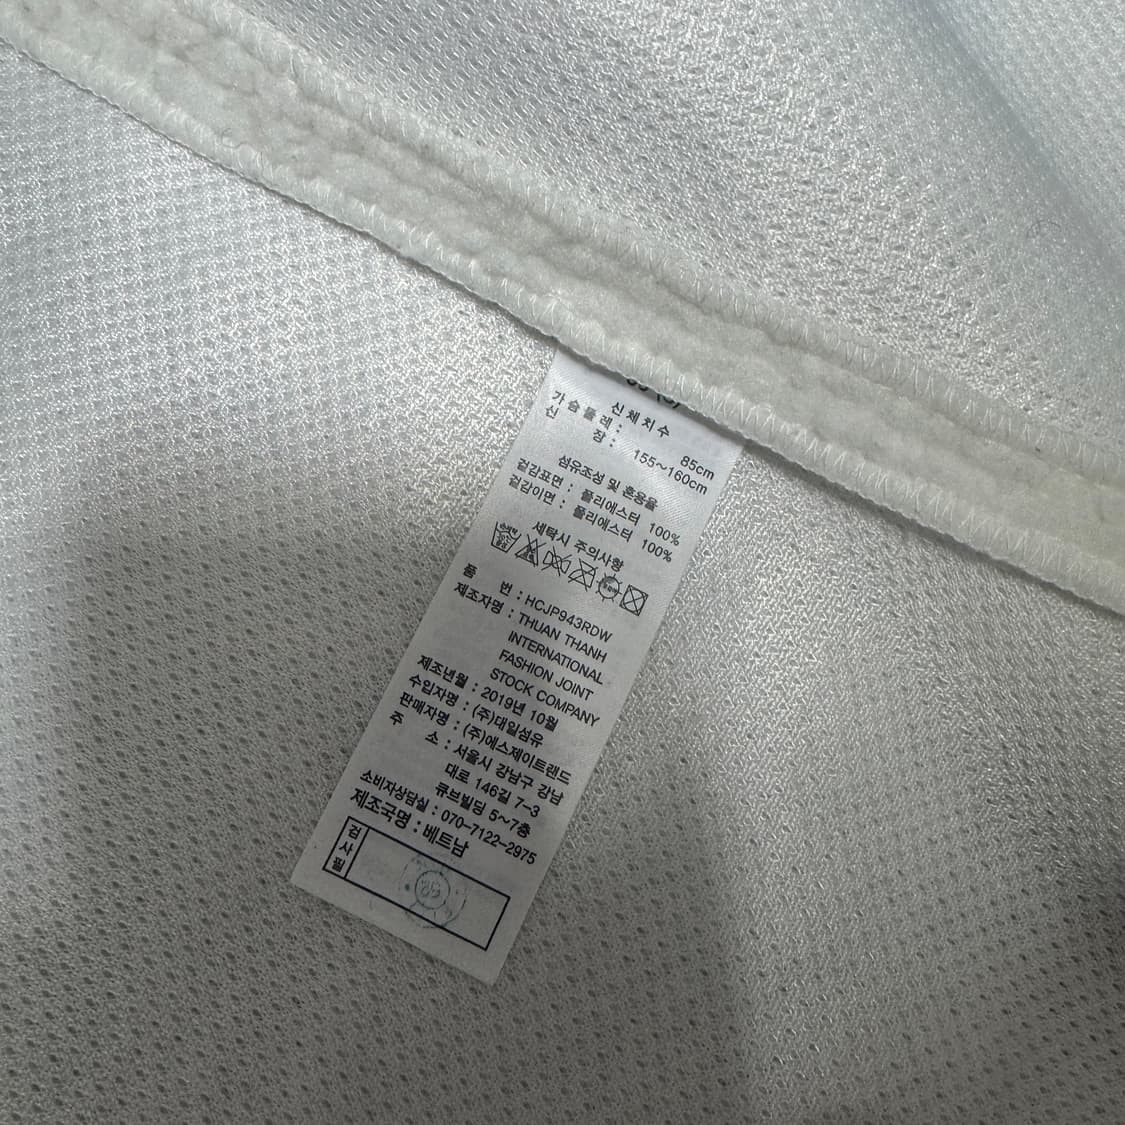 신체치수
가슴둘레 : 85cm
신 장 : 155~160cm
섬유조성 및 혼용율
겉감표면 : 폴리에스터 100%
겉감이면 : 폴리에스터 100%
세탁시 주의사항
품 번 : HCJP943RDW
제조자명 : THUAN THANH
INTERNATIONAL
FASHION JOINT
STOCK COMPANY
제조년월 : 2019년 10월
수입자명 : (주)대일섬유
판매자명 : (주)에스제이트랜드
주 소 : 서울시 강남구 강남
대로 146길 7-3
큐브빌딩 5~7층
소비자상담실 : 070-7122-2975
제조국명 : 베트남
검사필